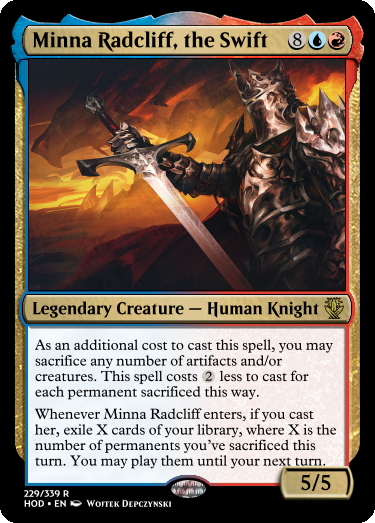 Minna Radcliff, the Swift 8
As an additional cost to cast this spell, you may
sacrifice any number of artifacts and/or
creatures. This spell costs 2 less to cast for
each permanent sacrificed this way.
Whenever Minna Radcliff enters, if you cast
her, exile X cards of your library, where X is the
number of permanents you've sacrificed this
turn. You may play them until your next turn.
Legendary Creature — Human Knight
5/5
229/339 R
HOD • EN Wojtek Depczynski